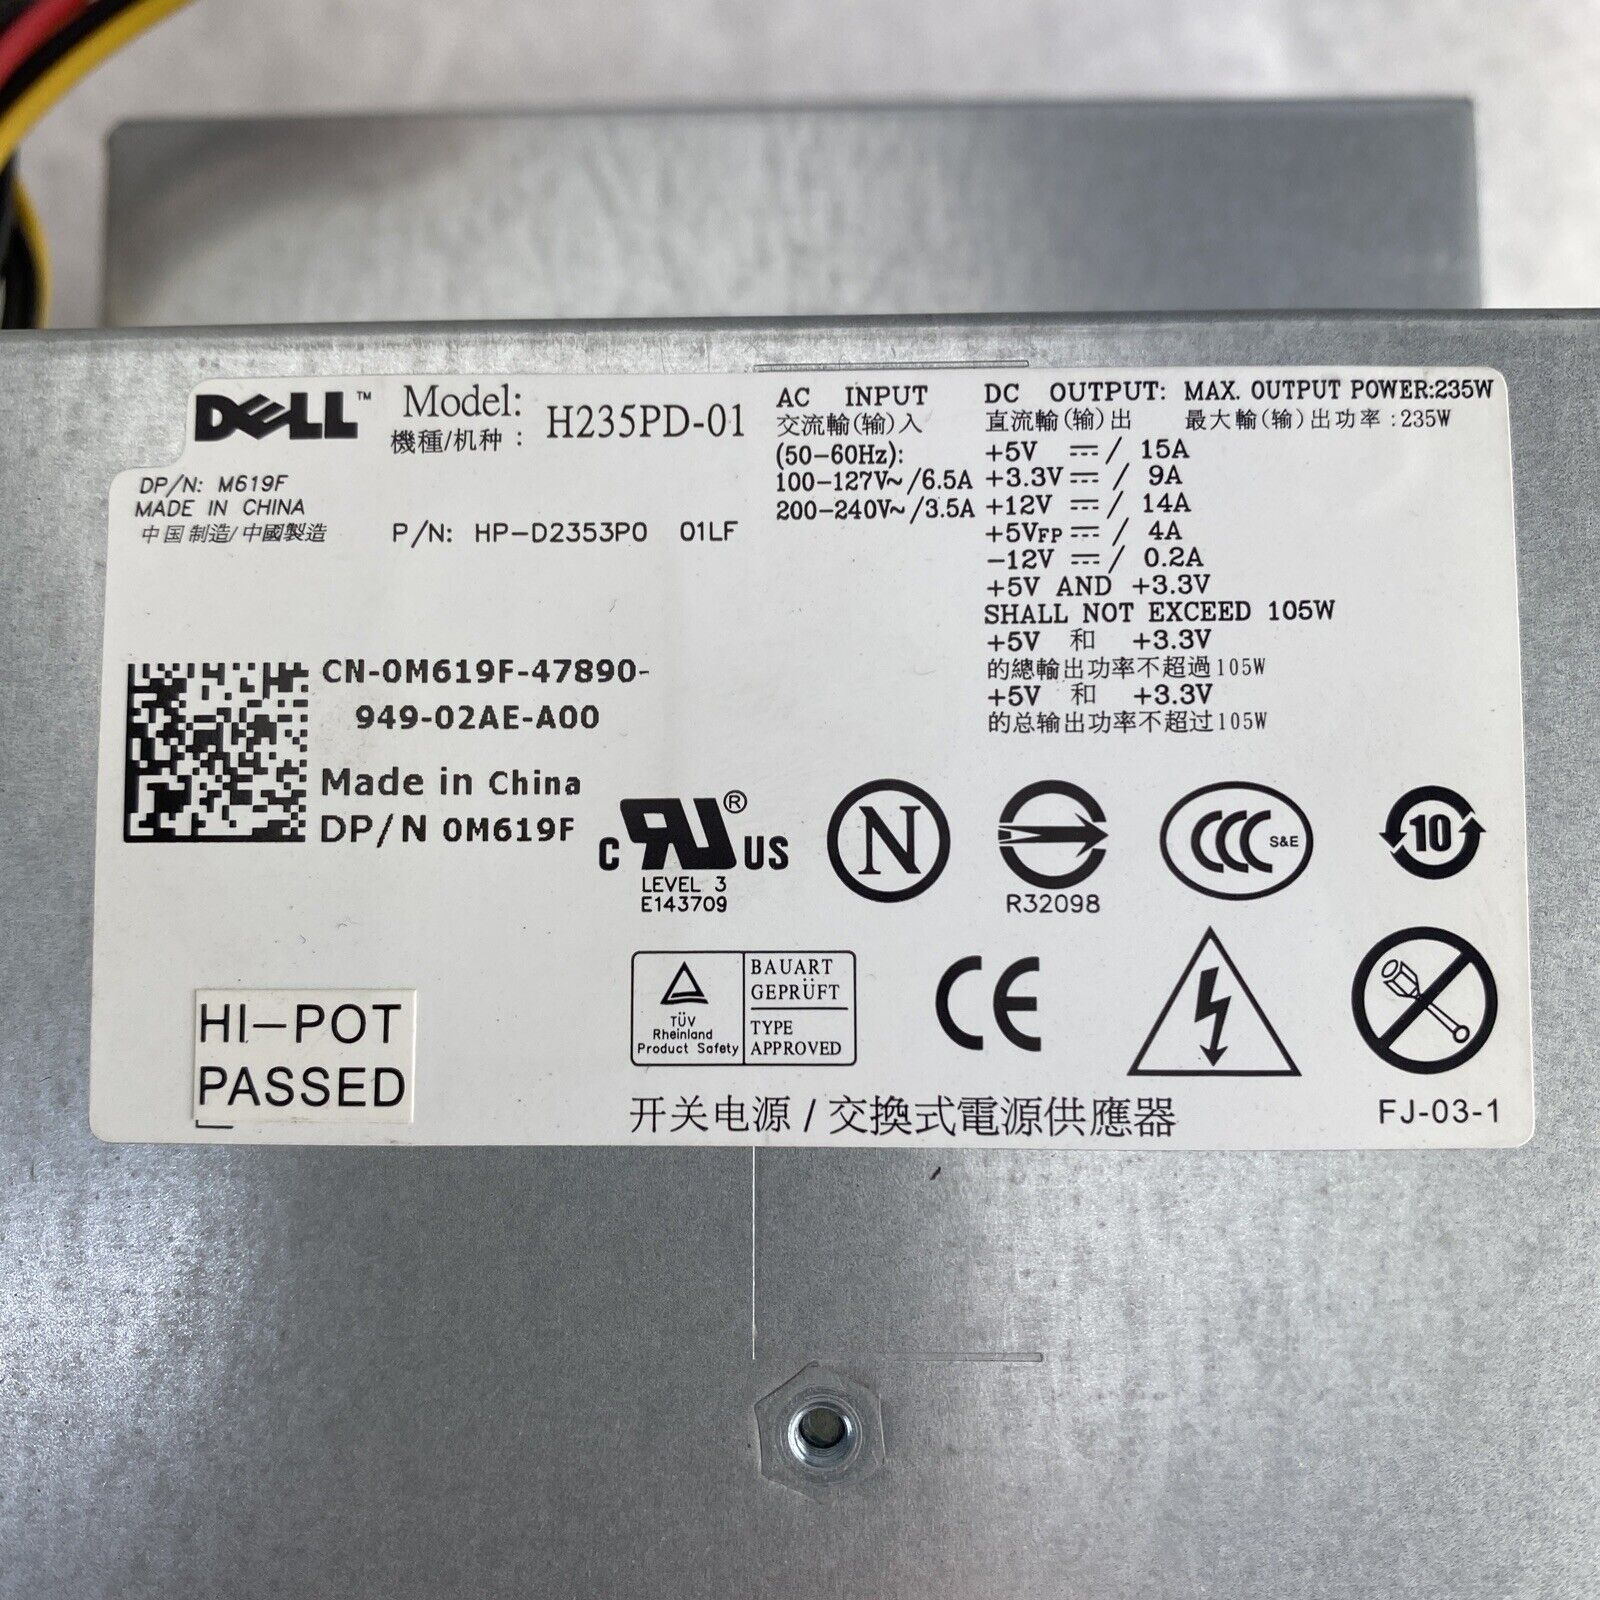 DELL™
Model: H235PD-01
機種/机种：
DP/N: M619F
MADE IN CHINA
中国制造/中國製造
P/N: HP-D2353P0 01LF
AC INPUT
交流輸(输)入
(50-60Hz):
100-127V~/6.5A
200-240V~/3.5A
DC OUTPUT: MAX. OUTPUT POWER:235W
直流輸(输)出 最大輸(输)出功率:235W
+5V ⎓/ 15A
+3.3V ⎓/ 9A
+12V ⎓/ 14A
+5VFP ⎓/ 4A
-12V ⎓/ 0.2A
+5V AND +3.3V
SHALL NOT EXCEED 105W
+5V 和 +3.3V
的總輸出功率不超過105W
+5V 和 +3.3V
的总输出功率不超过105W
CN-0M619F-47890-
949-02AE-A00
Made in China
DP/N 0M619F
c RU® US
LEVEL 3
E143709
N
R32098
CCC S&E
10
TÜV
Rheinland
Product Safety
BAUART
GEPRÜFT
TYPE
APPROVED
CE
HI-POT
PASSED
开关电源/交換式電源供應器
FJ-03-1